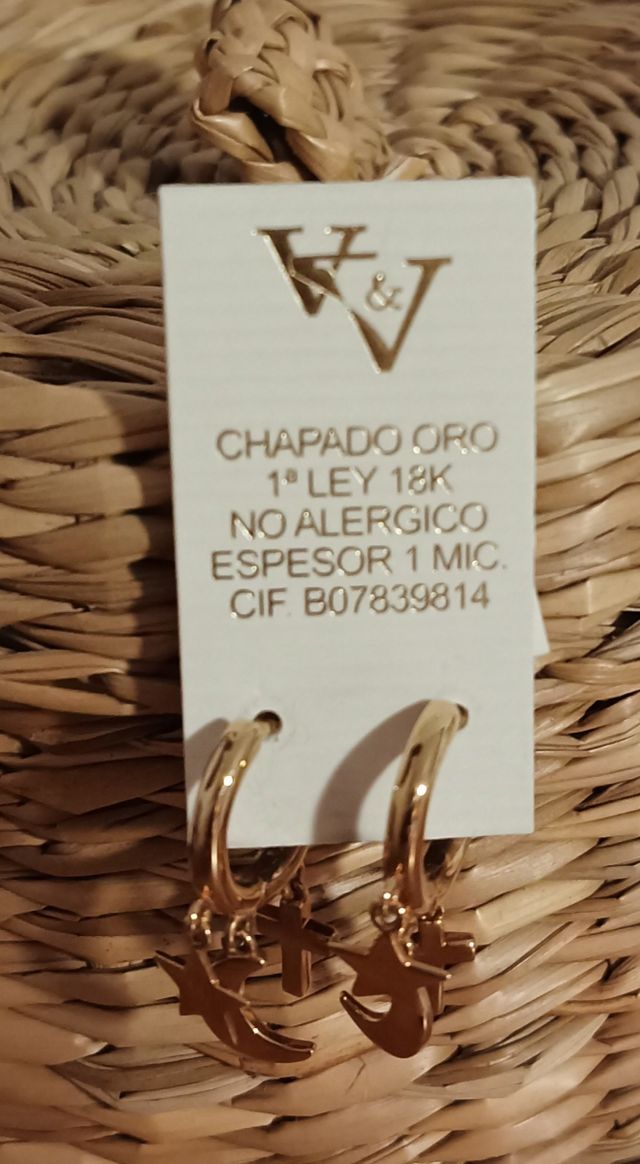 V&V
CHAPADO ORO
1ª LEY 18K
NO ALERGICO
ESPESOR 1 MIC.
CIF. B07839814